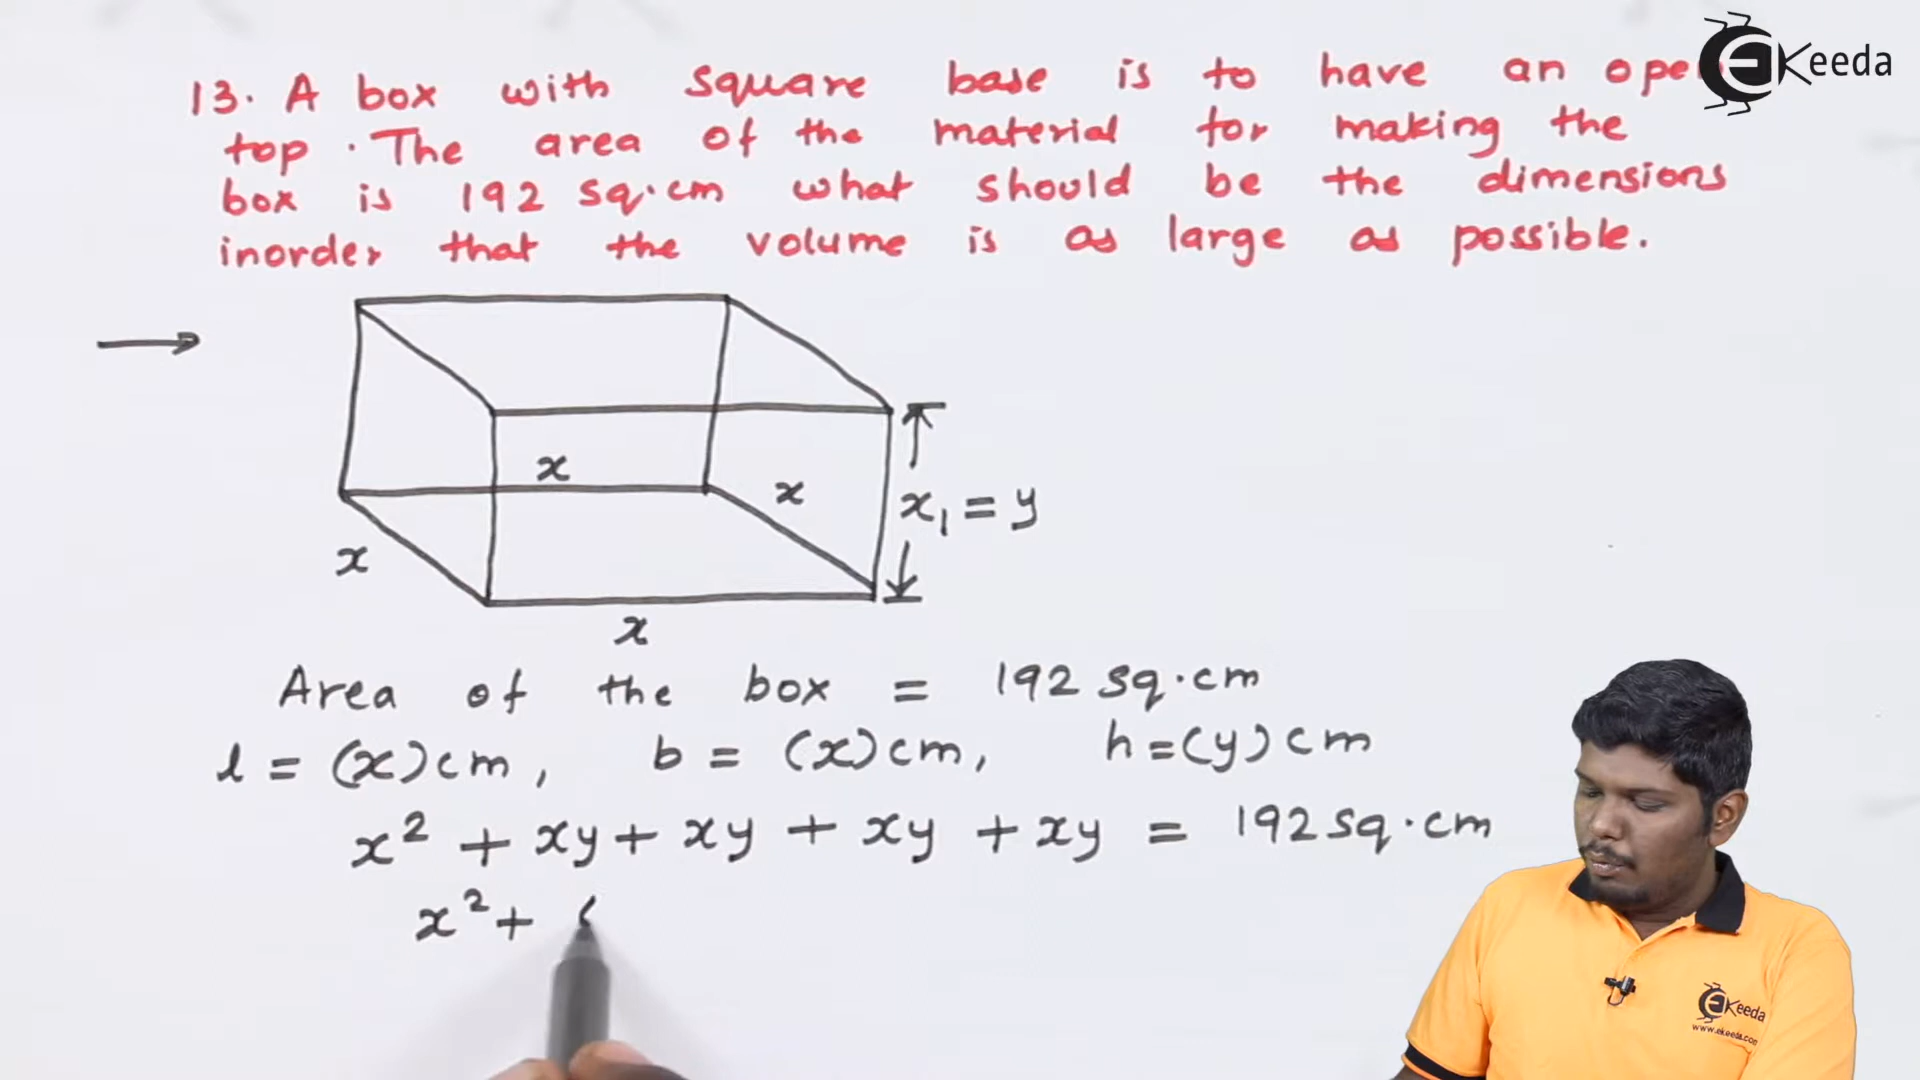 EKeeda
13. A box with square base is to have an open
top. The area of the material for making the
box is 192 sq.cm what should be the dimensions
inorder that the volume is as large as possible.
x
x
x₁ = y
x
x
Area of the box = 192 sq.cm
l = (x)cm, b = (x)cm, h=(y)cm
x² + xy + xy + xy + xy = 192 sq.cm
x² +
EKeeda
www.ekeeda.com